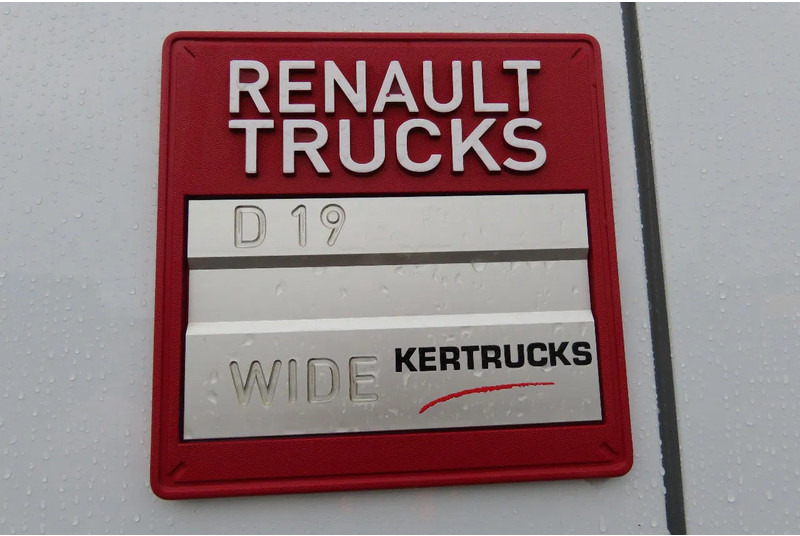 RENAULT
TRUCKS
D 19
WIDE KERTRUCKS